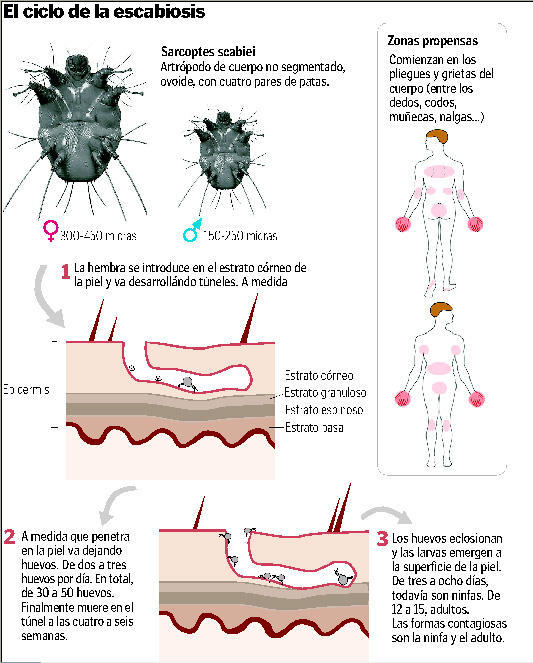 El ciclo de la escabiosis
Sarcoptes scabiei
Artrópodo de cuerpo no segmentado,
ovoide, con cuatro pares de patas.
Zonas propensas
Comienzan en los
pliegues y grietas del
cuerpo (entre los
dedos, codos,
muñecas, nalgas...)
♀ 300-450 micras
♂ 150-250 micras
1 La hembra se introduce en el estrato córneo de
la piel y va desarrollándo túneles. A medida
Epidermis
Estrato córneo
Estrato granuloso
Estrato espinoso
Estrato basa
2 A medida que penetra
en la piel va dejando
huevos. De dos a tres
huevos por día. En total,
de 30 a 50 huevos.
Finalmente muere en el
túnel a las cuatro a seis
semanas.
3 Los huevos eclosionan
y las larvas emergen a
la superficie de la piel.
De tres a ocho días,
todavía son ninfas. De
12 a 15, adultos.
Las formas contagiosas
son la ninfa y el adulto.